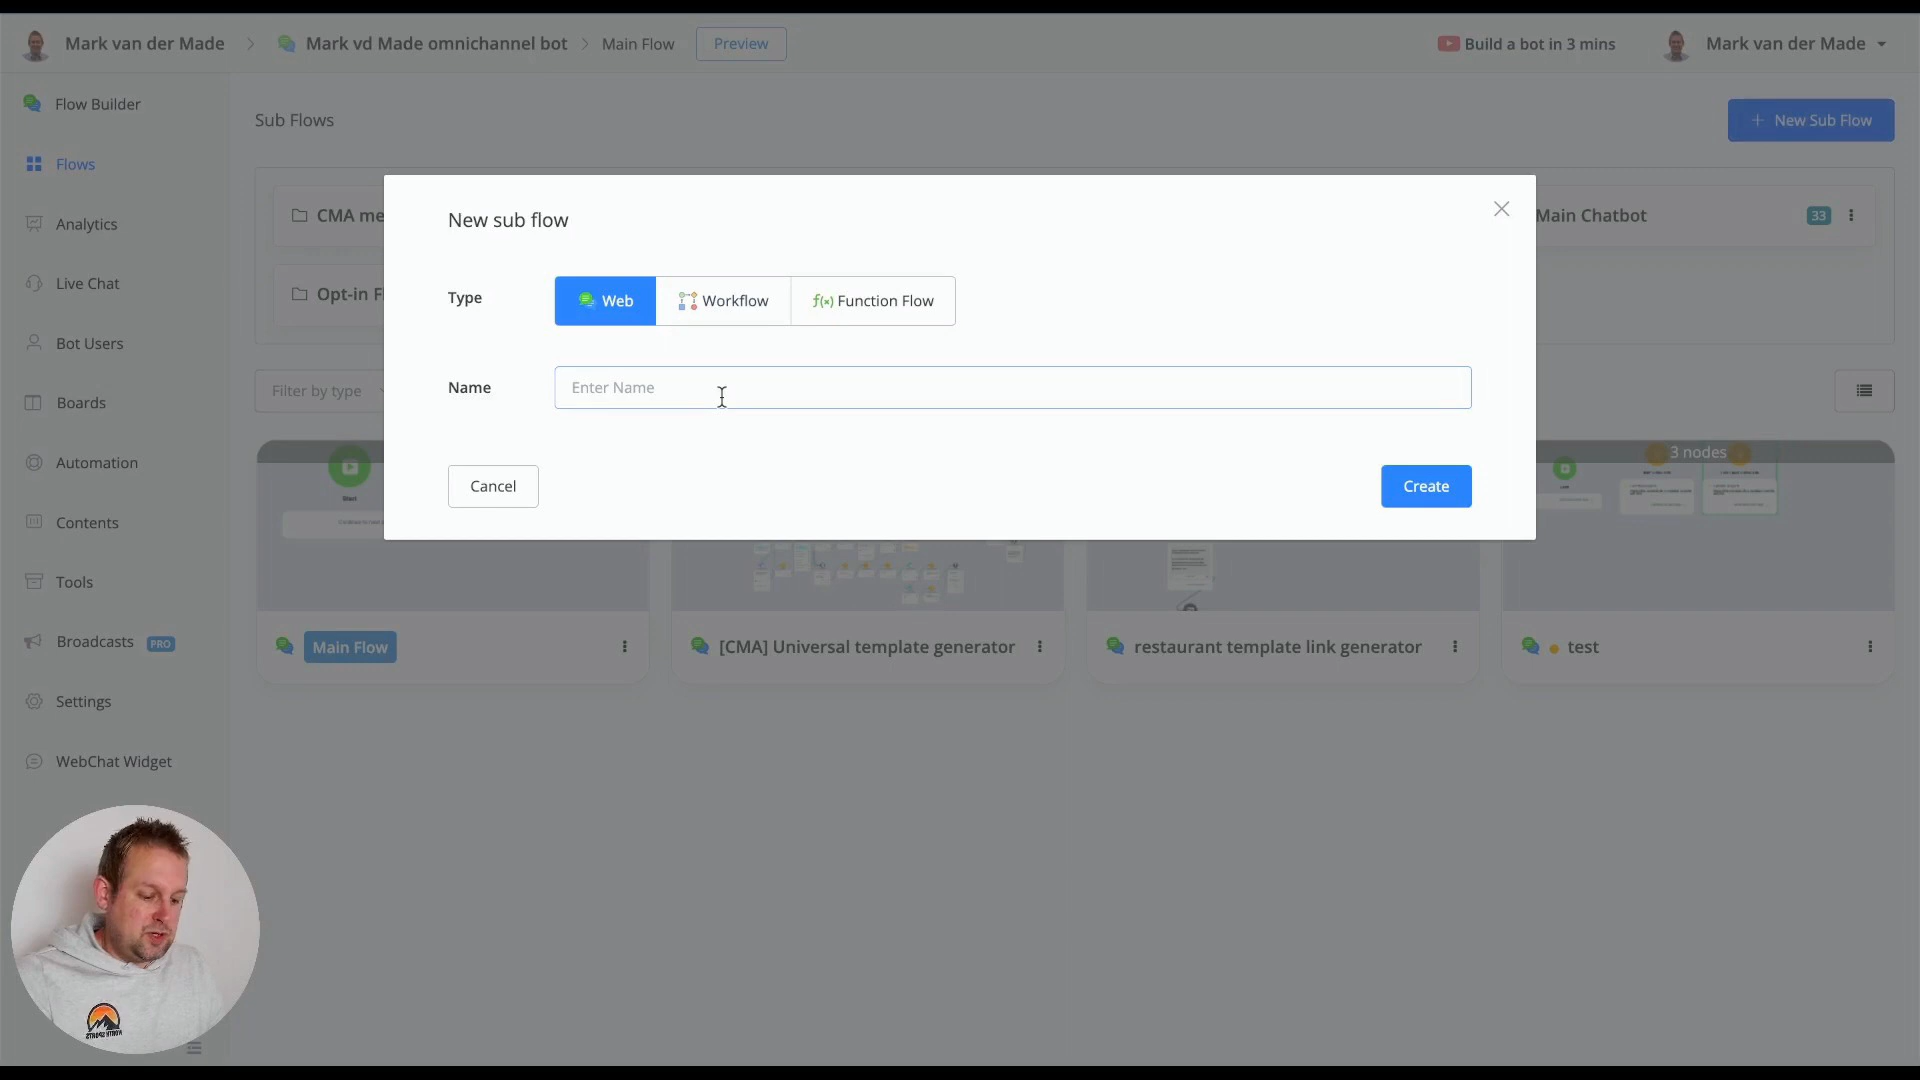 Mark van der Made
Mark vd Made omnichannel bot
Main Flow
Preview
Build a bot in 3 mins
Mark van der Made
Flow Builder
Flows
Analytics
Live Chat
Bot Users
Boards
Automation
Contents
Tools
Broadcasts PRO
Settings
WebChat Widget
Sub Flows
+ New Sub Flow
CMA me
Main Chatbot
33
Opt-in Fl
Filter by type
New sub flow
Type
Web
Workflow
f(x) Function Flow
Name
Enter Name
Cancel
Create
Start
3 nodes
Main Flow
[CMA] Universal template generator
restaurant template link generator
test